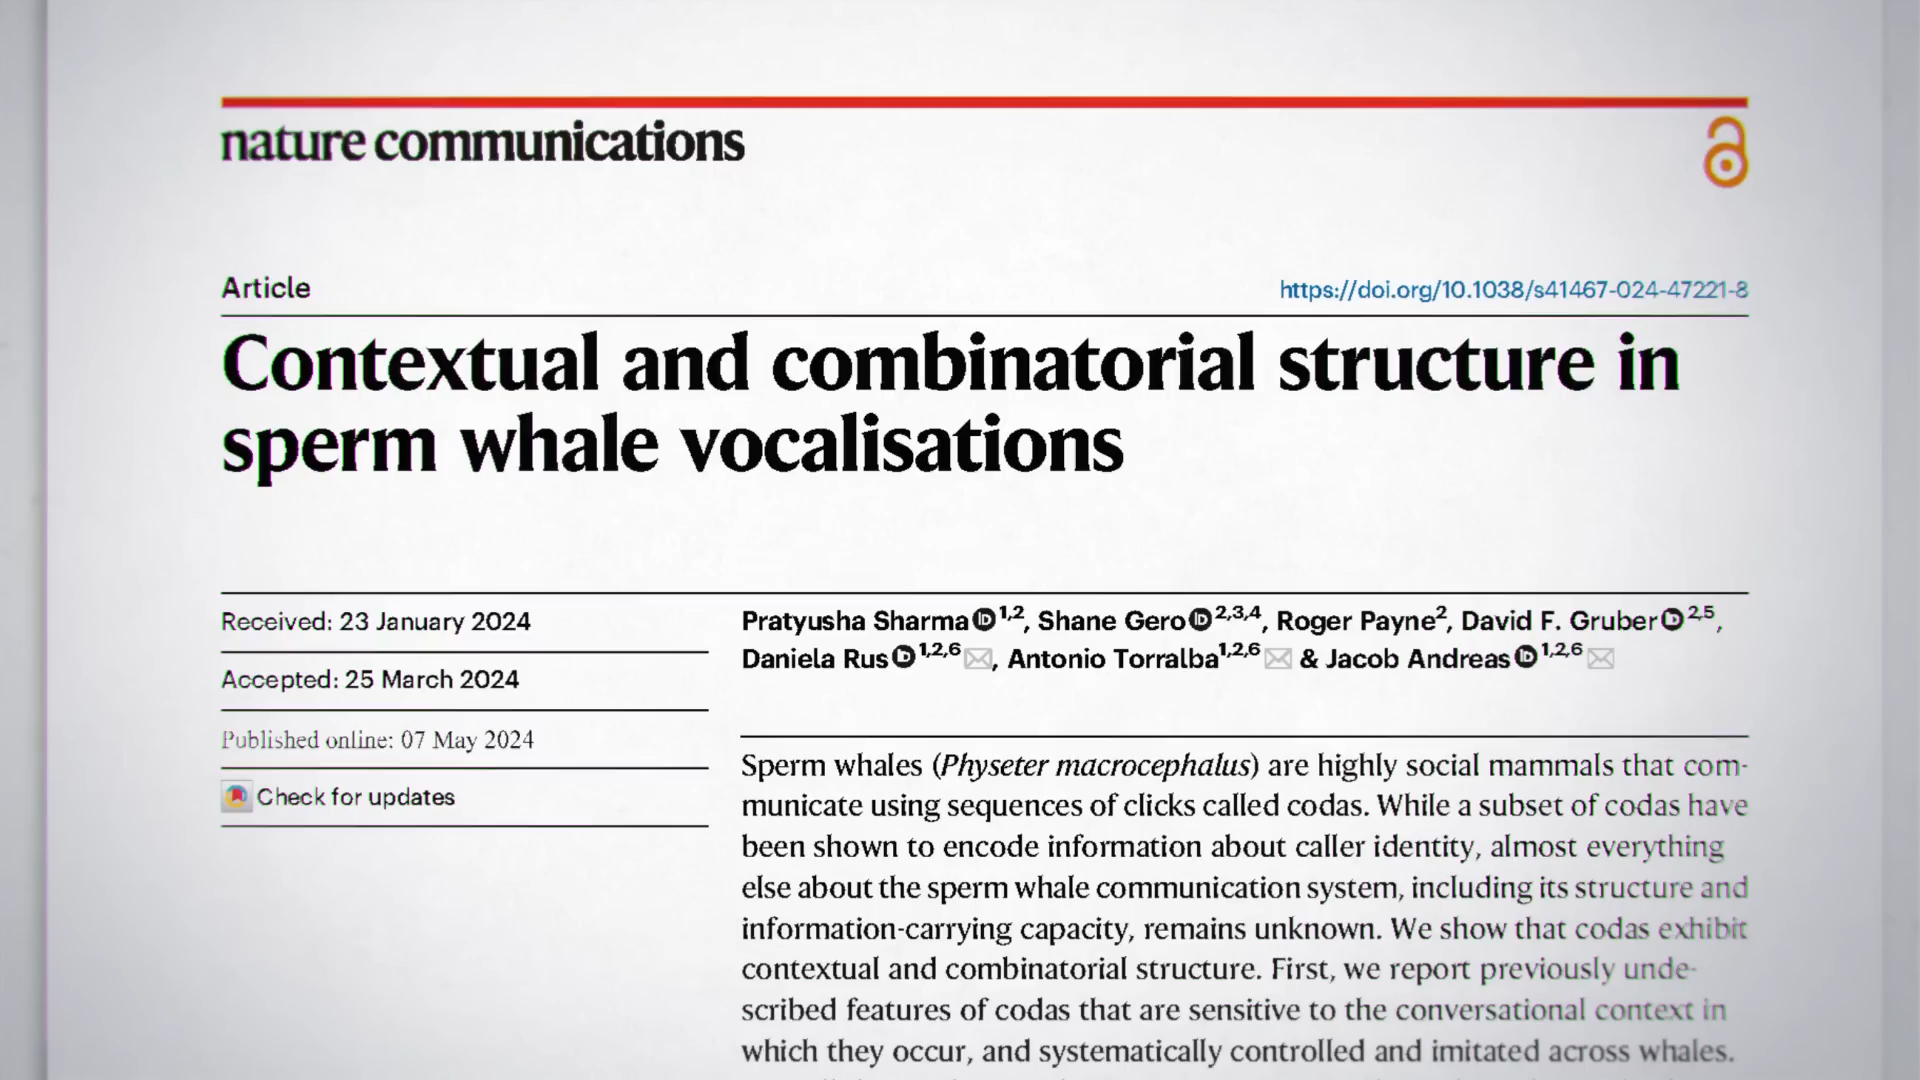 nature communications
Article
https://doi.org/10.1038/s41467-024-47221-8
Contextual and combinatorial structure in
sperm whale vocalisations
Received: 23 January 2024
Accepted: 25 March 2024
Published online: 07 May 2024
Check for updates
Pratyusha Sharma 1,2, Shane Gero 2,3,4, Roger Payne2, David F. Gruber 2,5,
Daniela Rus 1,2,6, Antonio Torralba1,2,6 & Jacob Andreas 1,2,6
Sperm whales (Physeter macrocephalus) are highly social mammals that com-
municate using sequences of clicks called codas. While a subset of codas have
been shown to encode information about caller identity, almost everything
else about the sperm whale communication system, including its structure and
information-carrying capacity, remains unknown. We show that codas exhibit
contextual and combinatorial structure. First, we report previously unde-
scribed features of codas that are sensitive to the conversational context in
which they occur, and systematically controlled and imitated across whales.